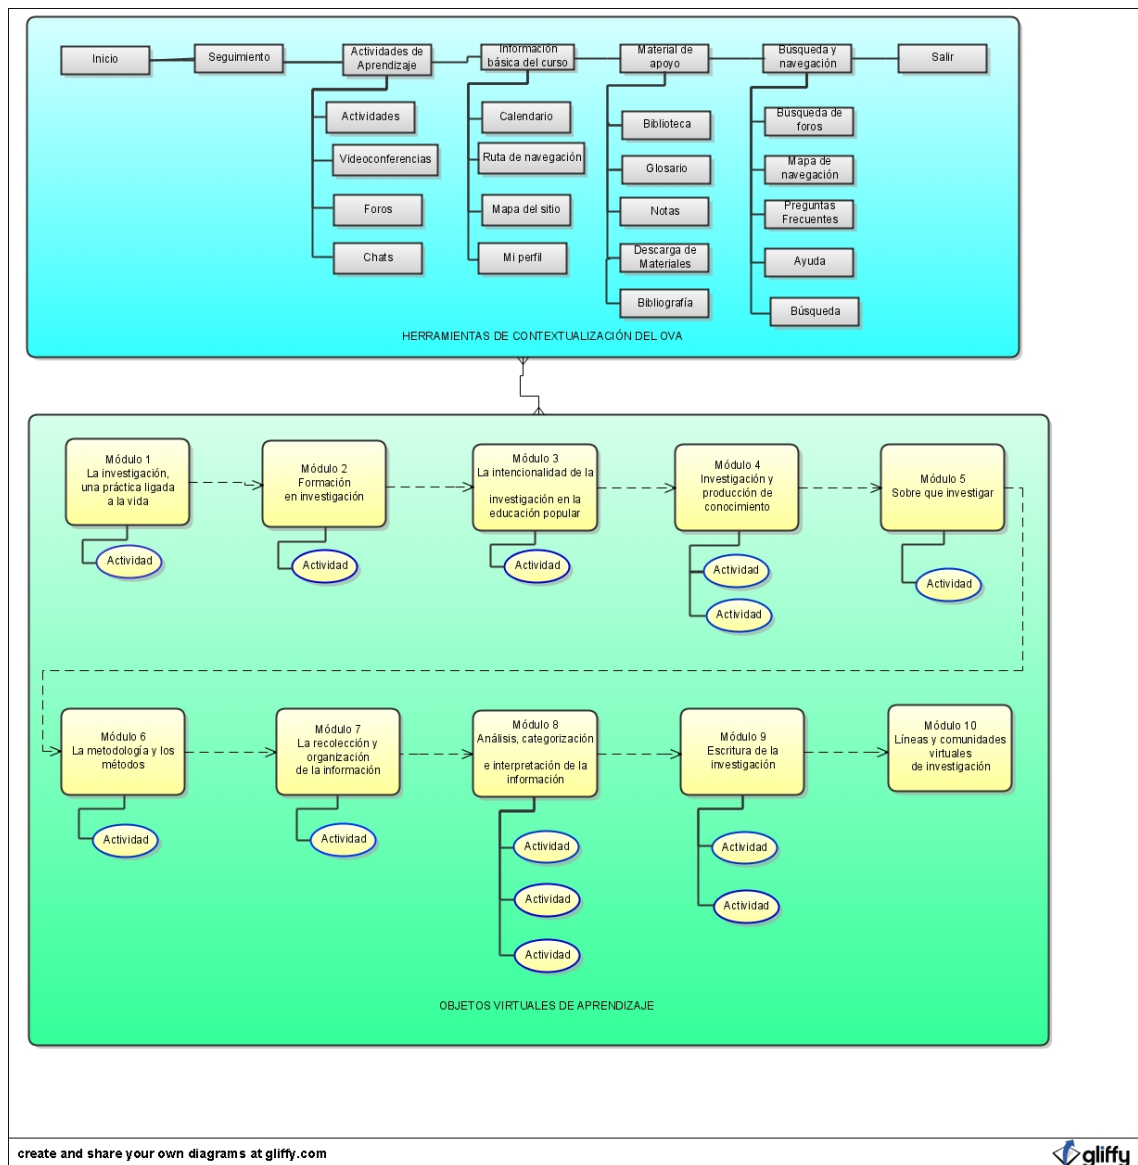 Inicio
Seguimiento
Actividades de
Aprendizaje
Información
básica del curso
Material de
apoyo
Búsqueda y
navegación
Salir
Actividades
Videoconferencias
Foros
Chats
Calendario
Ruta de navegación
Mapa del sitio
Mi perfil
Biblioteca
Glosario
Notas
Descarga de
Materiales
Bibliografía
Búsqueda de
foros
Mapa de
navegación
Preguntas
Frecuentes
Ayuda
Búsqueda
HERRAMIENTAS DE CONTEXTUALIZACIÓN DEL OVA
Módulo 1
La investigación,
una práctica ligada
a la vida
Actividad
Módulo 2
Formación
en investigación
Actividad
Módulo 3
La intencionalidad de la
investigación en la
educación popular
Actividad
Módulo 4
Investigación y
producción de
conocimiento
Actividad
Actividad
Módulo 5
Sobre que investigar
Actividad
Módulo 6
La metodología y los
métodos
Actividad
Módulo 7
La recolección y
organización
de la información
Actividad
Módulo 8
Análisis, categorización
e interpretación de la
información
Actividad
Actividad
Actividad
Módulo 9
Escritura de la
investigación
Actividad
Actividad
Módulo 10
Líneas y comunidades
virtuales
de investigación
OBJETOS VIRTUALES DE APRENDIZAJE
create and share your own diagrams at gliffy.com
gliffy